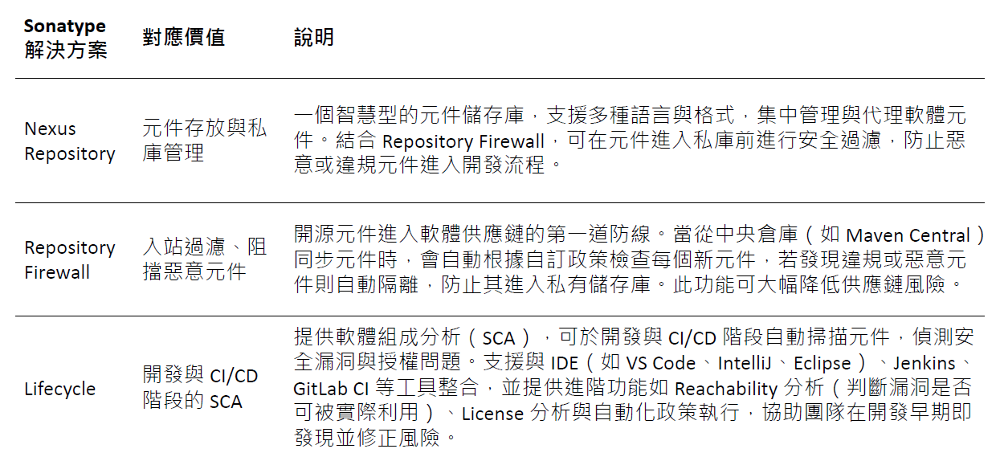 Sonatype
解決方案
對應價值
說明
Nexus
Repository
元件存放與私
庫管理
一個智慧型的元件儲存庫，支援多種語言與格式，集中管理與代理軟體元
件。結合 Repository Firewall，可在元件進入私庫前進行安全過濾，防止惡
意或違規元件進入開發流程。
Repository
Firewall
入站過濾、阻
擋惡意元件
開源元件進入軟體供應鏈的第一道防線。當從中央倉庫（如 Maven Central）
同步元件時，會自動根據自訂政策檢查每個新元件，若發現違規或惡意元
件則自動隔離，防止其進入私有儲存庫。此功能可大幅降低供應鏈風險。
Lifecycle
開發與 CI/CD
階段的 SCA
提供軟體組成分析（SCA），可於開發與 CI/CD 階段自動掃描元件，偵測安
全漏洞與授權問題。支援與 IDE（如 VS Code、IntelliJ、Eclipse）、Jenkins、
GitLab CI 等工具整合，並提供進階功能如 Reachability 分析（判斷漏洞是否
可被實際利用）、License 分析與自動化政策執行，協助團隊在開發早期即
發現並修正風險。